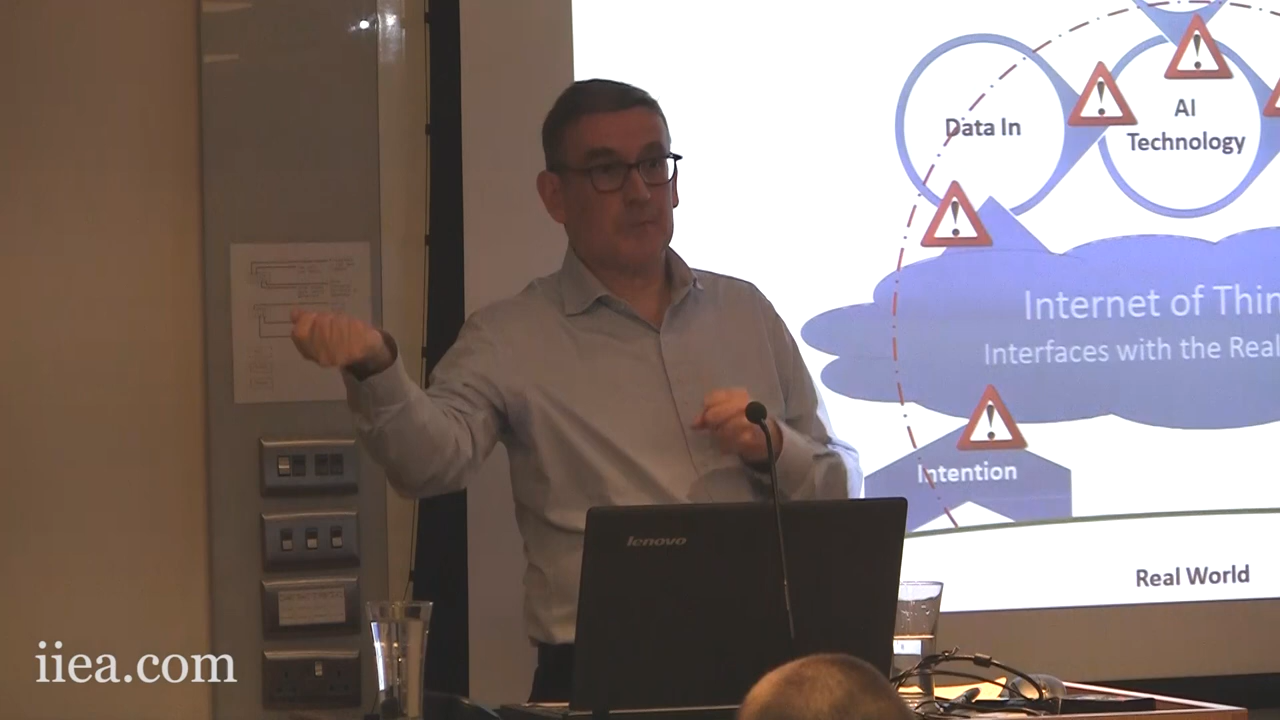 Data In
AI
Technology
Internet of Thin
Interfaces with the Real
Intention
Real World
lenovo
iiea.com